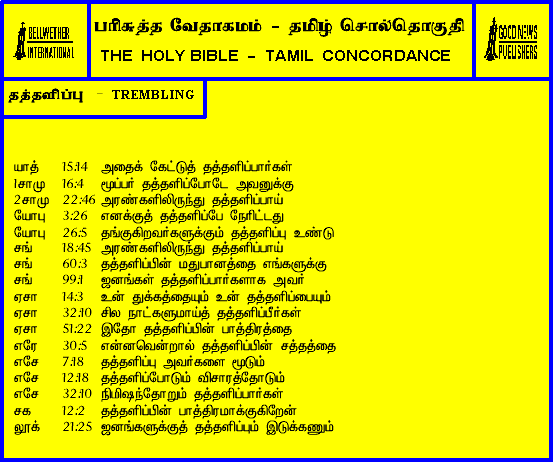 BELLWETHER
INTERNATIONAL
பரிசுத்த வேதாகமம் - தமிழ் சொல்தொகுதி
THE HOLY BIBLE - TAMIL CONCORDANCE
GOOD NEWS
PUBLISHERS
தத்தளிப்பு - TREMBLING
யாத் 15:14 அதைக் கேட்டுத் தத்தளிப்பார்கள்
1சாமு 16:4 மூப்பர் தத்தளிப்போடே அவனுக்கு
2சாமு 22:46 அரண்களிலிருந்து தத்தளிப்பாய்
யோபு 3:26 எனக்குத் தத்தளிப்பே நேரிட்டது
யோபு 26:5 தங்குகிறவர்களுக்கும் தத்தளிப்பு உண்டு
சங் 18:45 அரண்களிலிருந்து தத்தளிப்பாய்
சங் 60:3 தத்தளிப்பின் மதுபானத்தை எங்களுக்கு
சங் 99:1 ஜனங்கள் தத்தளிப்பார்களாக அவர்
ஏசா 14:3 உன் துக்கத்தையும் உன் தத்தளிப்பையும்
ஏசா 32:10 சில நாட்களுமாய்த் தத்தளிப்பீர்கள்
ஏசா 51:22 இதோ தத்தளிப்பின் பாத்திரத்தை
எரே 30:5 என்னவென்றால் தத்தளிப்பின் சத்தத்தை
எசே 7:18 தத்தளிப்பு அவர்களை மூடும்
எசே 12:18 தத்தளிப்போடும் விசாரத்தோடும்
எசே 32:10 நிமிஷந்தோறும் தத்தளிப்பார்கள்
சக 12:2 தத்தளிப்பின் பாத்திரமாக்குகிறேன்
லூக் 21:25 ஜனங்களுக்குத் தத்தளிப்பும் இடுக்கணும்